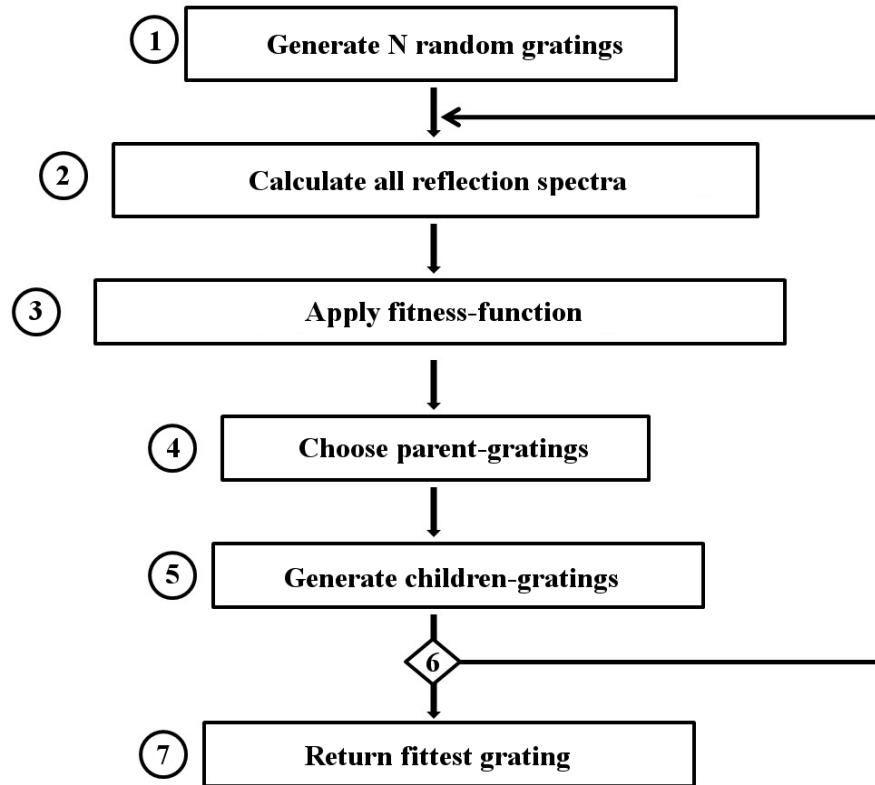 1 Generate N random gratings
2 Calculate all reflection spectra
3 Apply fitness-function
4 Choose parent-gratings
5 Generate children-gratings
6
7 Return fittest grating